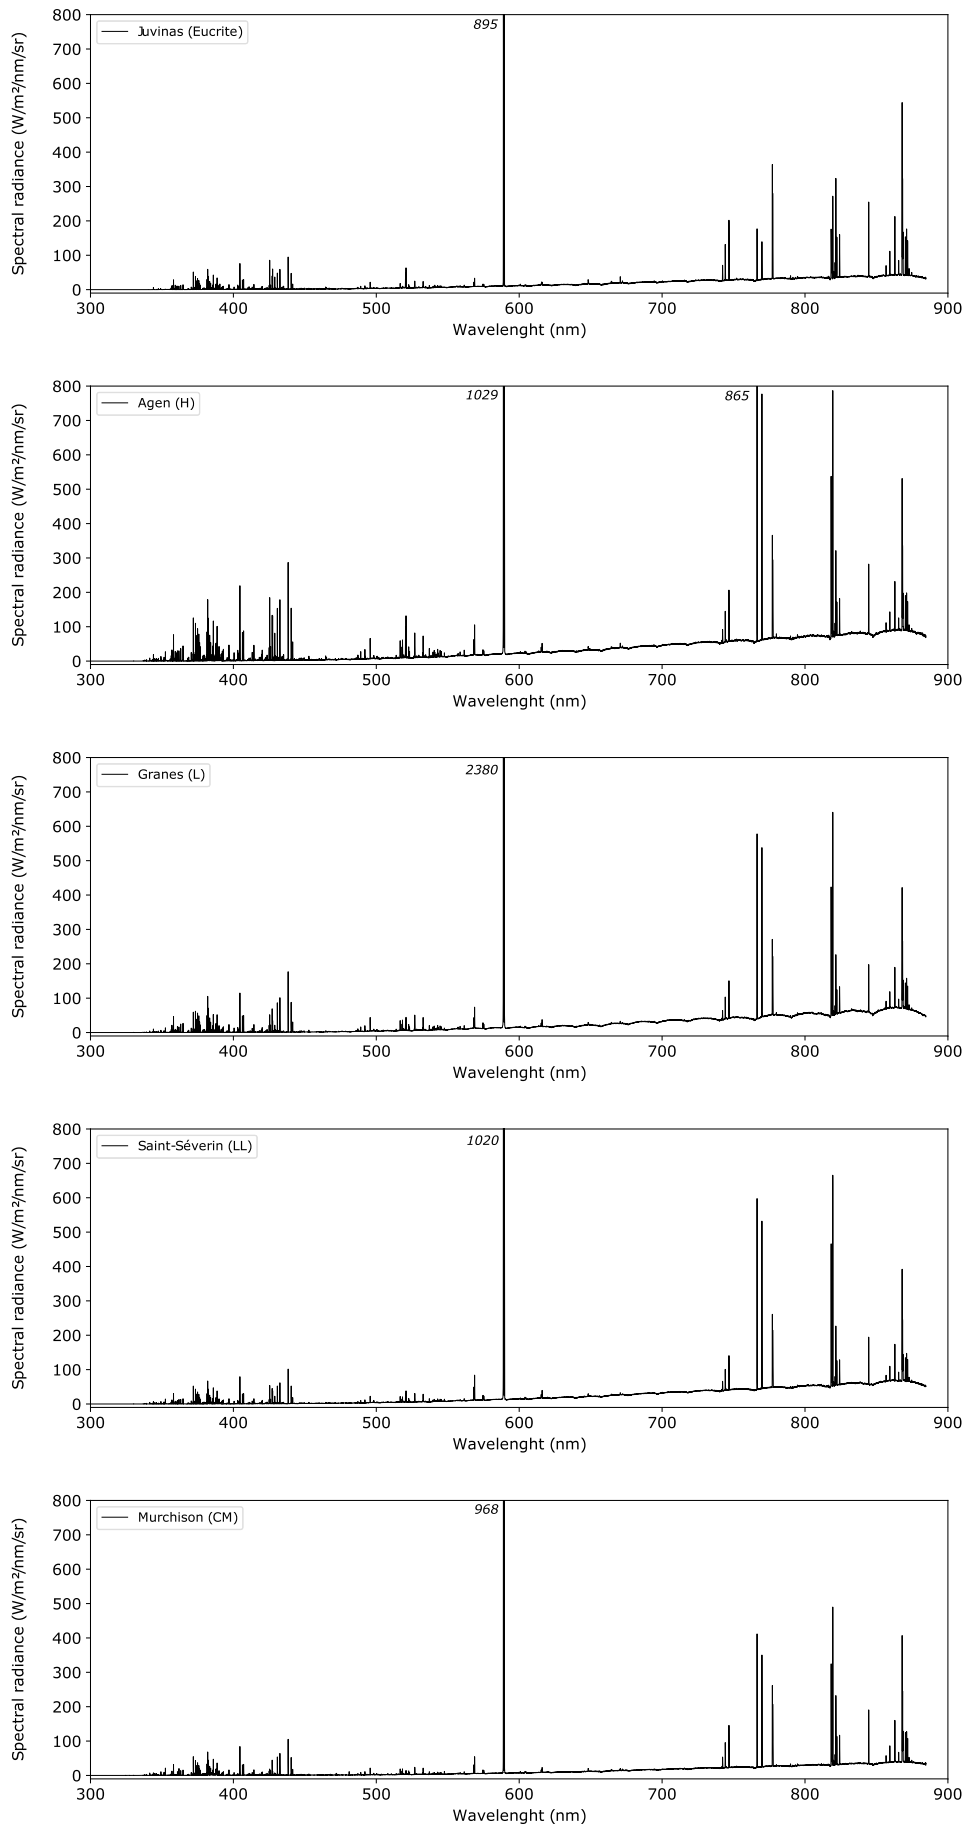 Spectral radiance (W/m²/nm/sr)
800
700
600
500
400
300
200
100
0
Juvinas (Eucrite)
895
300 400 500 600 700 800 900
Wavelenght (nm)
Spectral radiance (W/m²/nm/sr)
800
700
600
500
400
300
200
100
0
Agen (H)
1029 865
300 400 500 600 700 800 900
Wavelenght (nm)
Spectral radiance (W/m²/nm/sr)
800
700
600
500
400
300
200
100
0
Granes (L)
2380
300 400 500 600 700 800 900
Wavelenght (nm)
Spectral radiance (W/m²/nm/sr)
800
700
600
500
400
300
200
100
0
Saint-Séverin (LL)
1020
300 400 500 600 700 800 900
Wavelenght (nm)
Spectral radiance (W/m²/nm/sr)
800
700
600
500
400
300
200
100
0
Murchison (CM)
968
300 400 500 600 700 800 900
Wavelenght (nm)